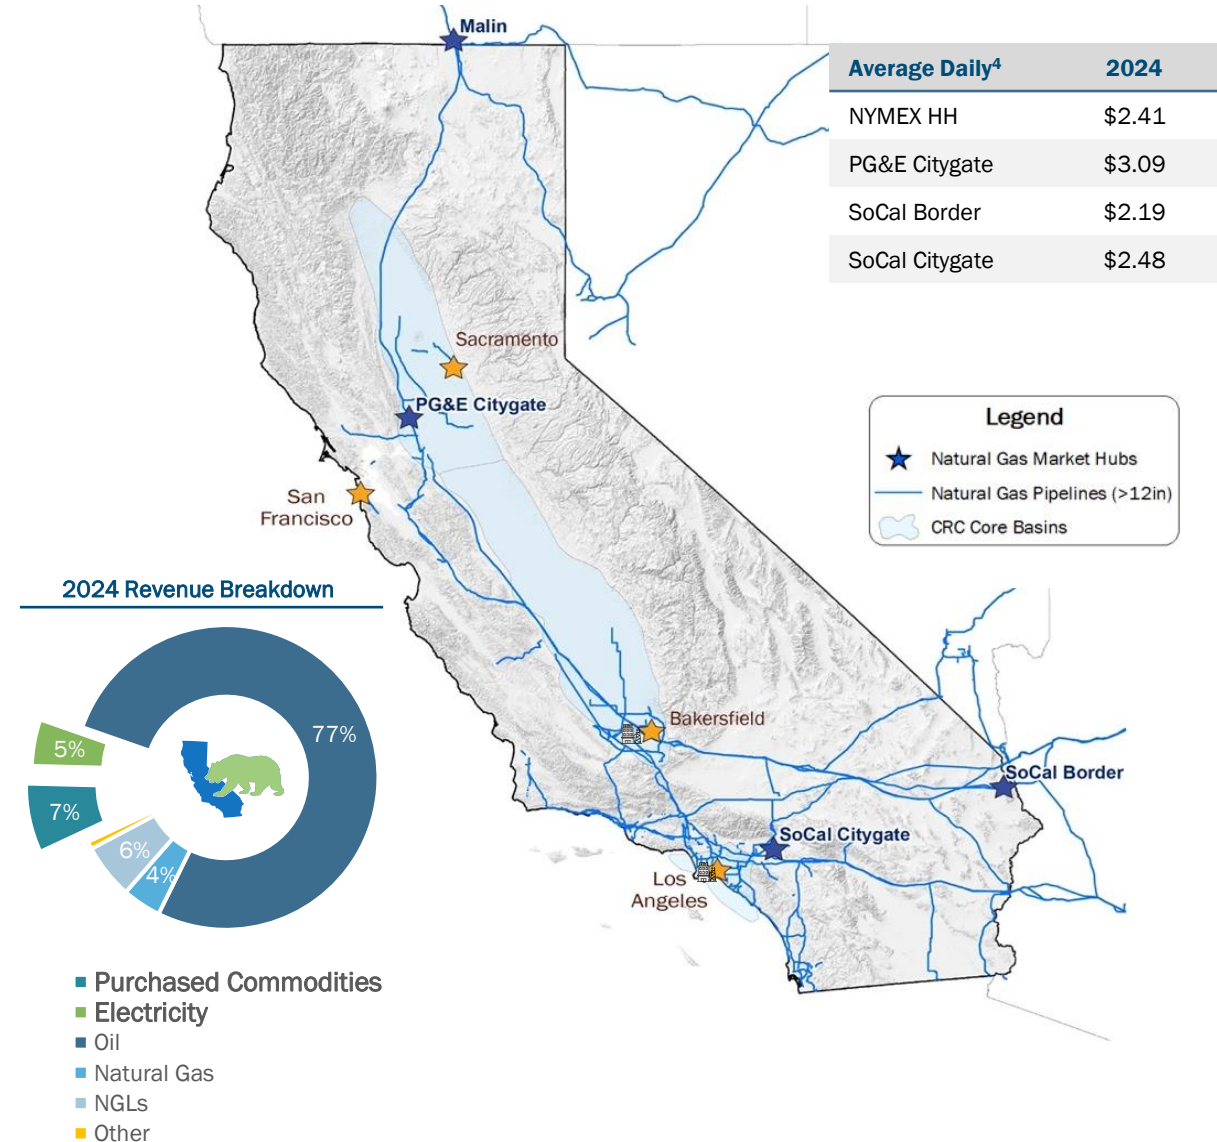 Malin
Average Daily4 2024
NYMEX HH $2.41
PG&E Citygate $3.09
SoCal Border $2.19
SoCal Citygate $2.48
Sacramento
PG&E Citygate
Legend
Natural Gas Market Hubs
Natural Gas Pipelines (>12in)
CRC Core Basins
San
Francisco
2024 Revenue Breakdown
77%
5%
7%
6%
4%
Bakersfield
SoCal Border
SoCal Citygate
Los
Angeles
Purchased Commodities
Electricity
Oil
Natural Gas
NGLs
Other